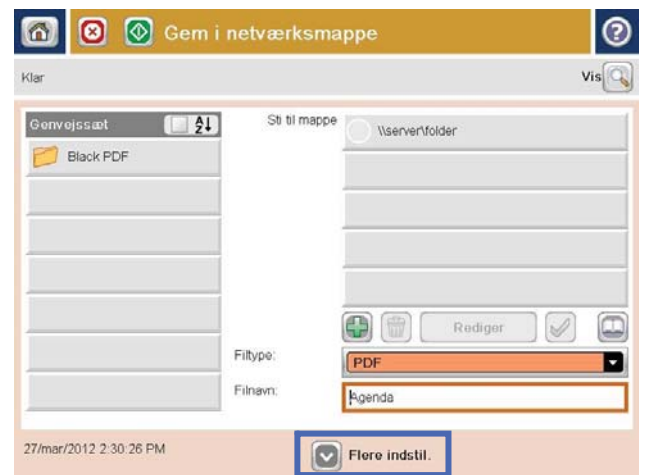 Gem i netværksmappe
Klar
Vis
Genvejssæt
Black PDF
Sti til mappe
\\server\folder
Rediger
Filtype:
PDF
Filnavn:
Agenda
27/mar/2012 2:30:26 PM
Flere indstil.